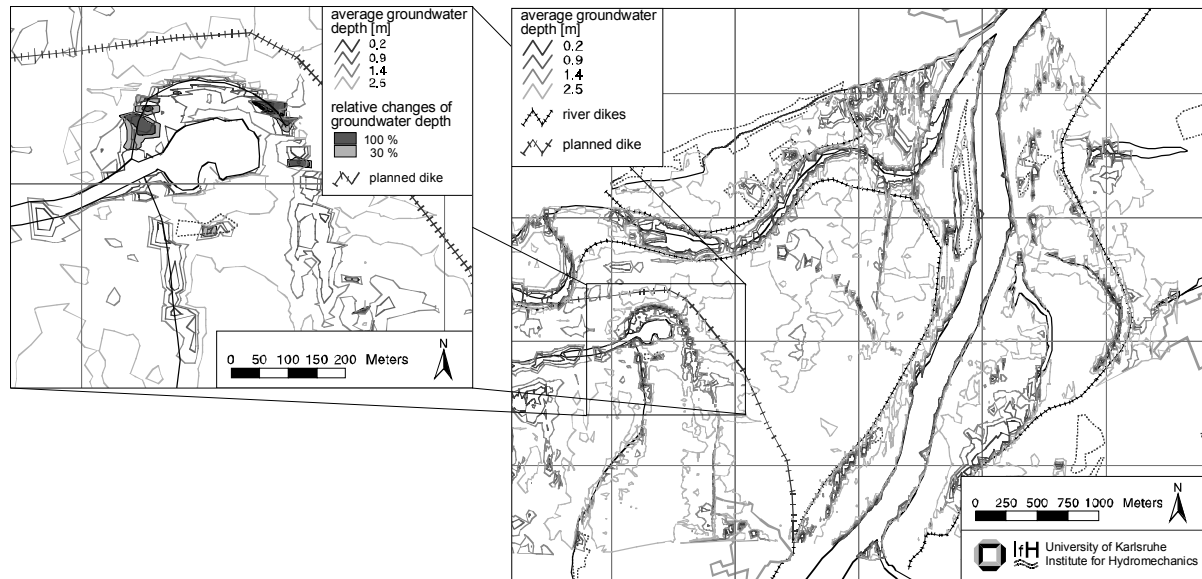 average groundwater
depth [m]
0.2
0.9
1.4
2.5
relative changes of
groundwater depth
100 %
30 %
planned dike
0 50 100 150 200 Meters
N
average groundwater
depth [m]
0.2
0.9
1.4
2.5
river dikes
planned dike
N
0 250 500 750 1000 Meters
IfH University of Karlsruhe
Institute for Hydromechanics